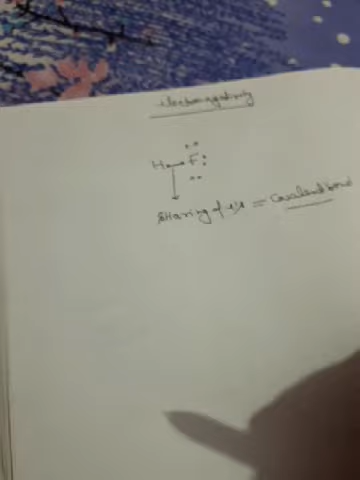 Electronegativity
H—F:
Sharing of e's = Covalent bond